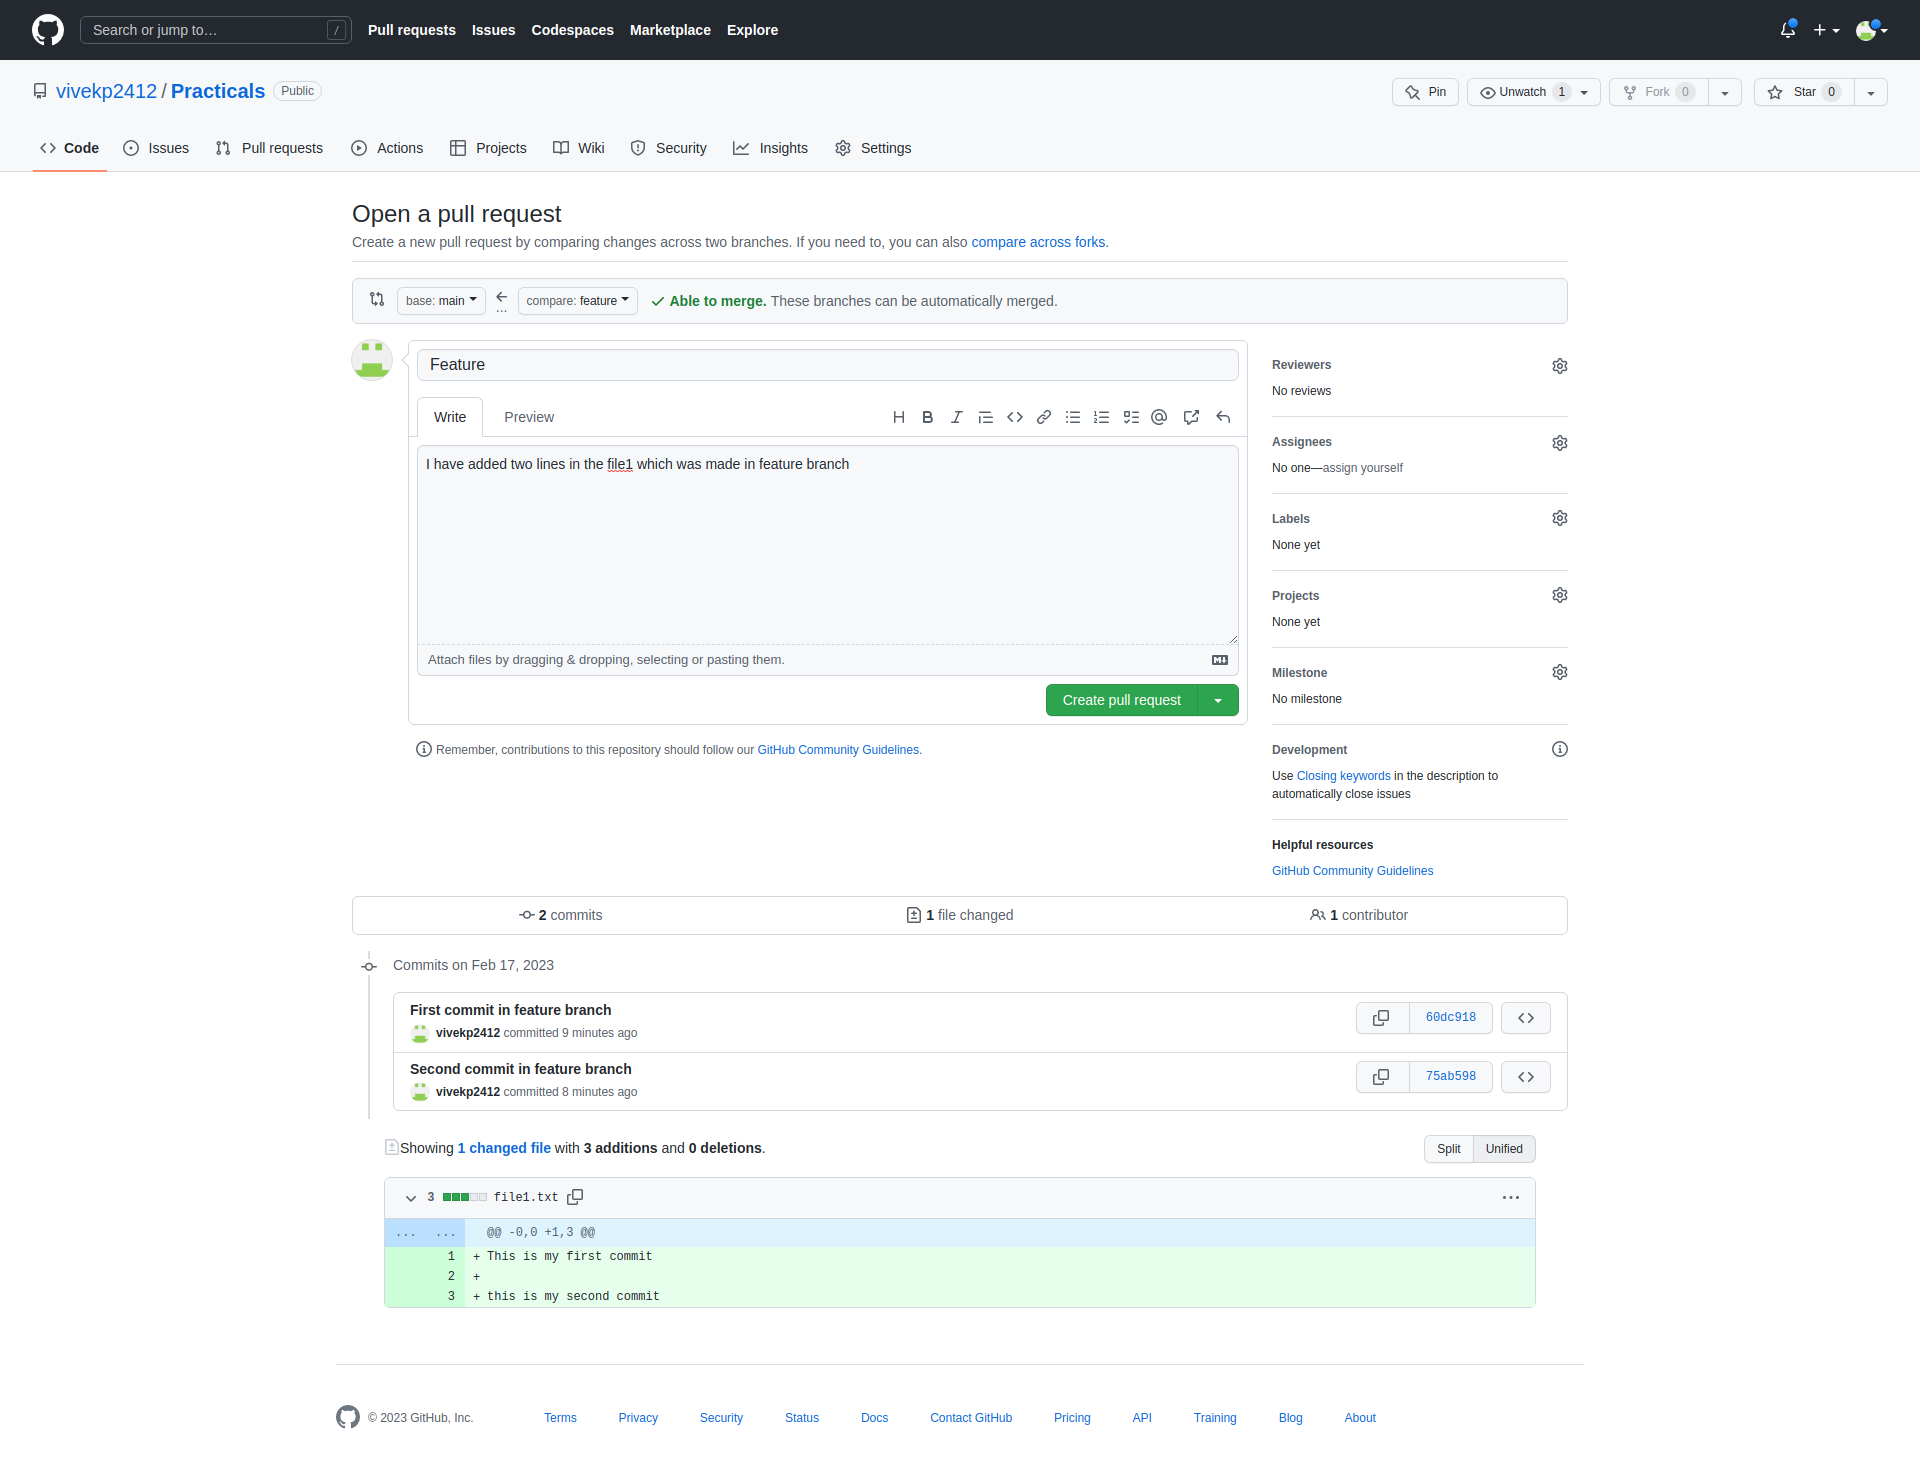 Search or jump to… /
Pull requests Issues Codespaces Marketplace Explore
vivekp2412 / Practicals Public
Pin Unwatch 1 Fork 0 Star 0
Code Issues Pull requests Actions Projects Wiki Security Insights Settings
Open a pull request
Create a new pull request by comparing changes across two branches. If you need to, you can also compare across forks.
base: main ... compare: feature Able to merge. These branches can be automatically merged.
Feature
Write Preview
I have added two lines in the file1 which was made in feature branch
Attach files by dragging & dropping, selecting or pasting them.
Create pull request
Remember, contributions to this repository should follow our GitHub Community Guidelines.
Reviewers
No reviews
Assignees
No one—assign yourself
Labels
None yet
Projects
None yet
Milestone
No milestone
Development
Use Closing keywords in the description to
automatically close issues
Helpful resources
GitHub Community Guidelines
2 commits 1 file changed 1 contributor
Commits on Feb 17, 2023
First commit in feature branch
vivekp2412 committed 9 minutes ago
60dc918
Second commit in feature branch
vivekp2412 committed 8 minutes ago
75ab598
Showing 1 changed file with 3 additions and 0 deletions.
Split Unified
3 file1.txt
... ... @@ -0,0 +1,3 @@
1 + This is my first commit
2 +
3 + this is my second commit
© 2023 GitHub, Inc. Terms Privacy Security Status Docs Contact GitHub Pricing API Training Blog About